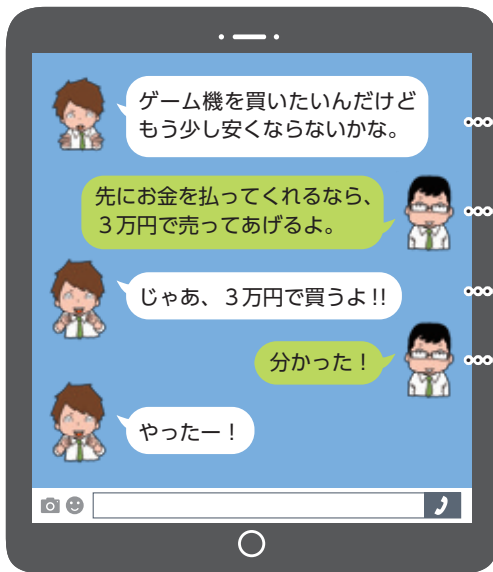 ゲーム機を買いたいんだけど
もう少し安くならないかな。
先にお金を払ってくれるなら、
３万円で売ってあげるよ。
じゃあ、３万円で買うよ!!
分かった！
やったー！